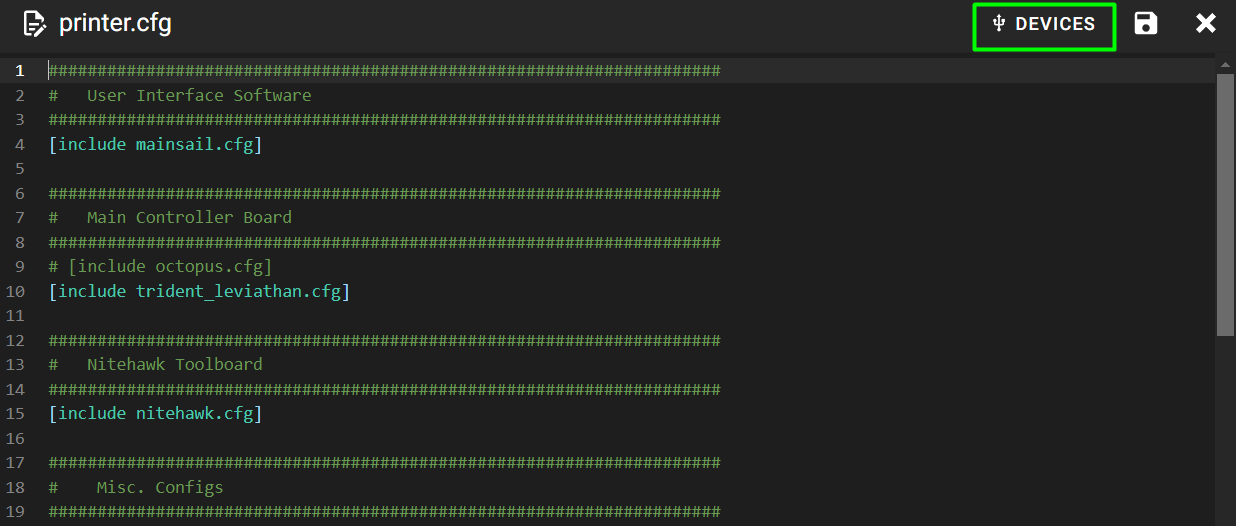 printer.cfg DEVICES
1 #####################################################################
2 #   User Interface Software
3 #####################################################################
4 [include mainsail.cfg]
5
6 #####################################################################
7 #   Main Controller Board
8 #####################################################################
9 # [include octopus.cfg]
10 [include trident_leviathan.cfg]
11
12 #####################################################################
13 #   Nitehawk Toolboard
14 #####################################################################
15 [include nitehawk.cfg]
16
17 #####################################################################
18 #    Misc. Configs
19 #####################################################################